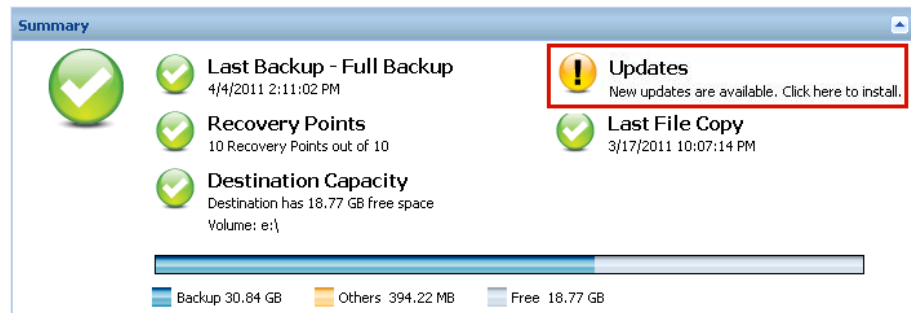 Summary
Last Backup - Full Backup
4/4/2011 2:11:02 PM
Updates
New updates are available. Click here to install.
Recovery Points
10 Recovery Points out of 10
Last File Copy
3/17/2011 10:07:14 PM
Destination Capacity
Destination has 18.77 GB free space
Volume: e:\
Backup 30.84 GB
Others 394.22 MB
Free 18.77 GB